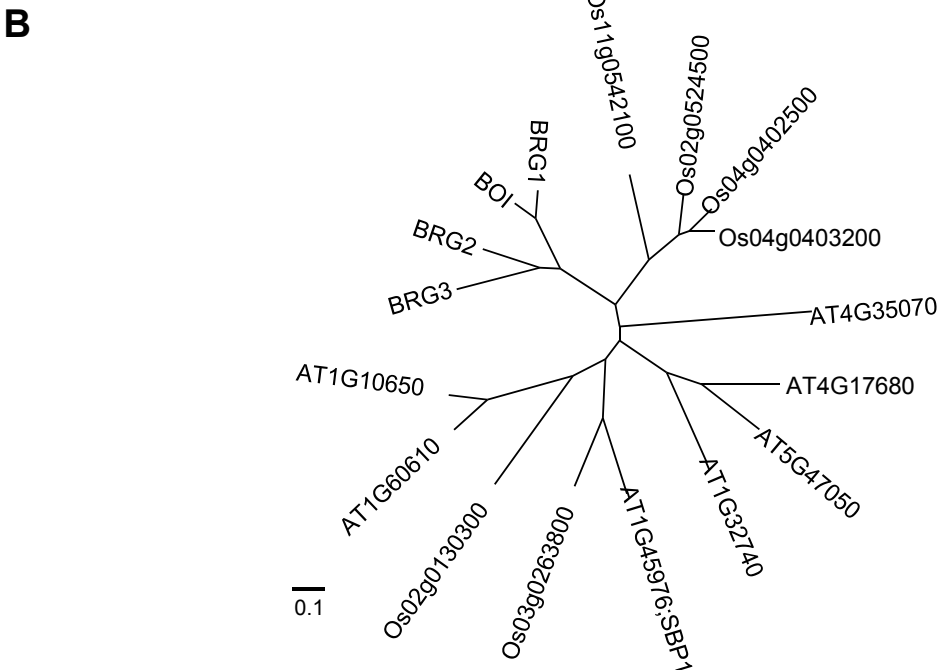 B
Os11g0542100
Os02g0524500
Os04g0402500
Os04g0403200
BRG1
BOI
BRG2
BRG3
AT4G35070
AT1G10650
AT4G17680
AT1G60610
AT5G47050
Os02g0130300
Os03g0263800
AT1G45976;SBP1
AT1G32740
0.1